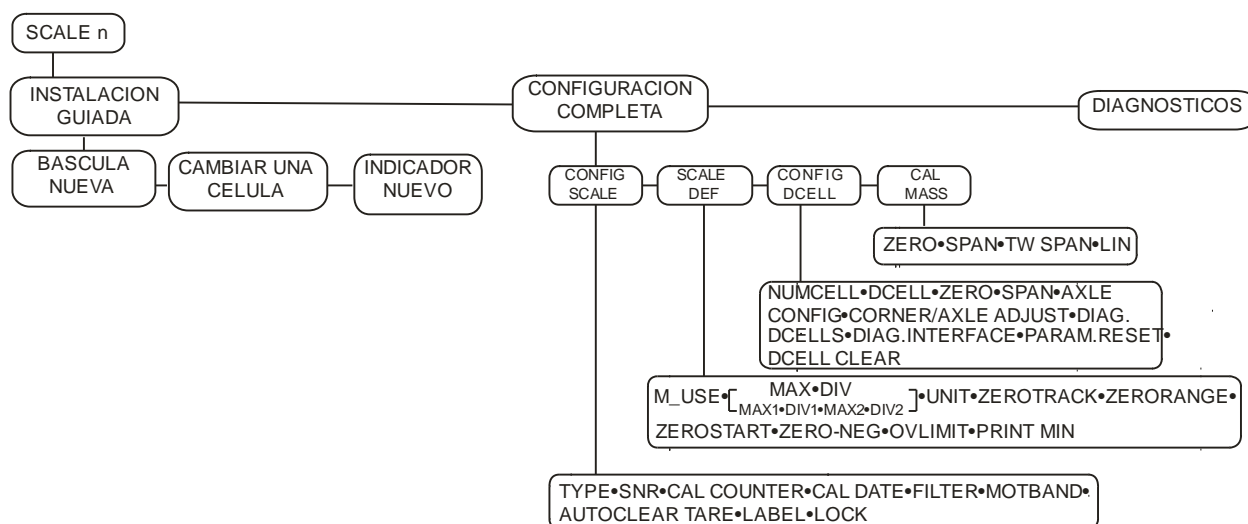 SCALE n
INSTALACION
GUIADA
CONFIGURACION
COMPLETA
DIAGNOSTICOS
BASCULA
NUEVA
CAMBIAR UNA
CELULA
INDICADOR
NUEVO
CONFIG
SCALE
SCALE
DEF
CONFIG
DCELL
CAL
MASS
ZERO•SPAN•TW SPAN•LIN
NUMCELL•DCELL•ZERO•SPAN•AXLE
CONFIG•CORNER/AXLE ADJUST•DIAG.
DCELLS•DIAG.INTERFACE•PARAM.RESET•
DCELL CLEAR
M_USE•[MAX•DIV
MAX1•DIV1•MAX2•DIV2]•UNIT•ZEROTRACK•ZERORANGE•
ZEROSTART•ZERO-NEG•OVLIMIT•PRINT MIN
TYPE•SNR•CAL COUNTER•CAL DATE•FILTER•MOTBAND•
AUTOCLEAR TARE•LABEL•LOCK